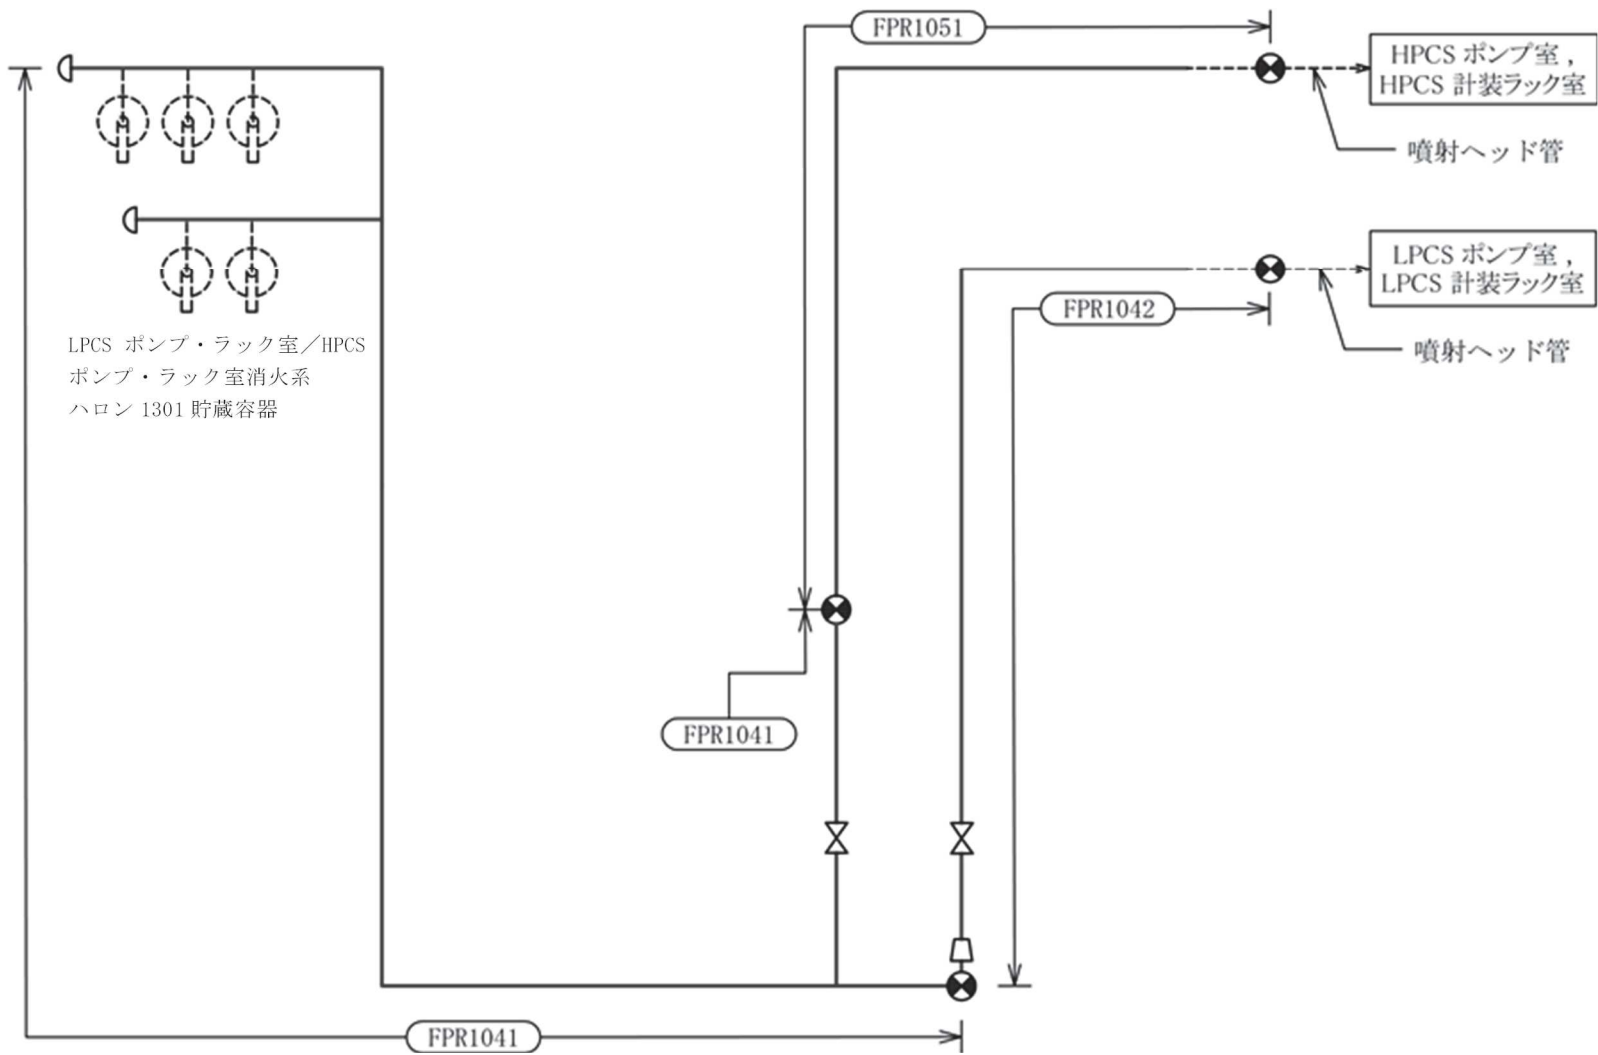 FPR1051
HPCS ポンプ室，
HPCS 計装ラック室
噴射ヘッド管
LPCS ポンプ室，
LPCS 計装ラック室
FPR1042
噴射ヘッド管
LPCS ポンプ・ラック室／HPCS
ポンプ・ラック室消火系
ハロン 1301 貯蔵容器
FPR1041
FPR1041